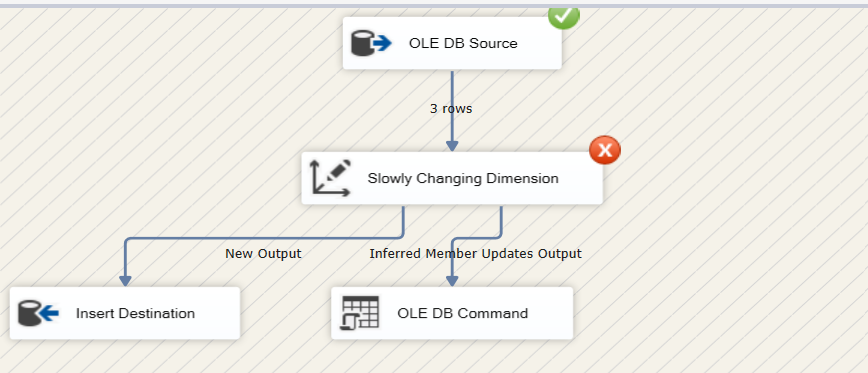 OLE DB Source
3 rows
Slowly Changing Dimension
New Output
Inferred Member Updates Output
Insert Destination
OLE DB Command